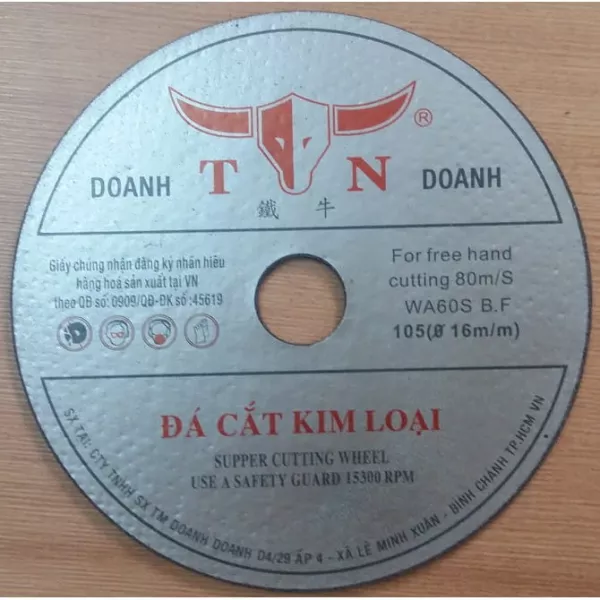 ®
DOANH T N DOANH
鐵 牛
Giấy chứng nhận đăng ký nhãn hiệu
hàng hoá sản xuất tại VN
theo QĐ số: 0909/QĐ-ĐK số :45619
For free hand
cutting 80m/S
WA60S B.F
105(ø 16m/m)
ĐÁ CẮT KIM LOẠI
SUPPER CUTTING WHEEL
USE A SAFETY GUARD 15300 RPM
SX TẠI: CTY TNHH SX TM DOANH DOANH D4/29 ẤP 4 - XÃ LÊ MINH XUÂN - BÌNH CHÁNH TP.HCM VN